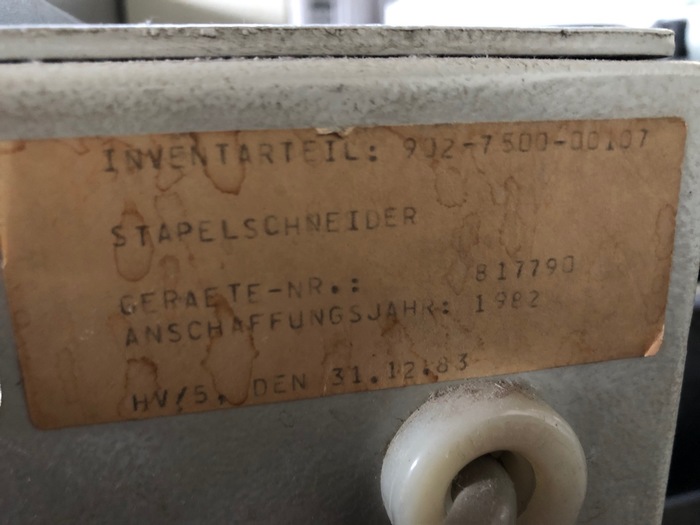 INVENTARTEIL: 902-7500-00107
STAPELSCHNEIDER
GERAETE-NR.: 817790
ANSCHAFFUNGSJAHR: 1982
HV/5, DEN 31.12.83